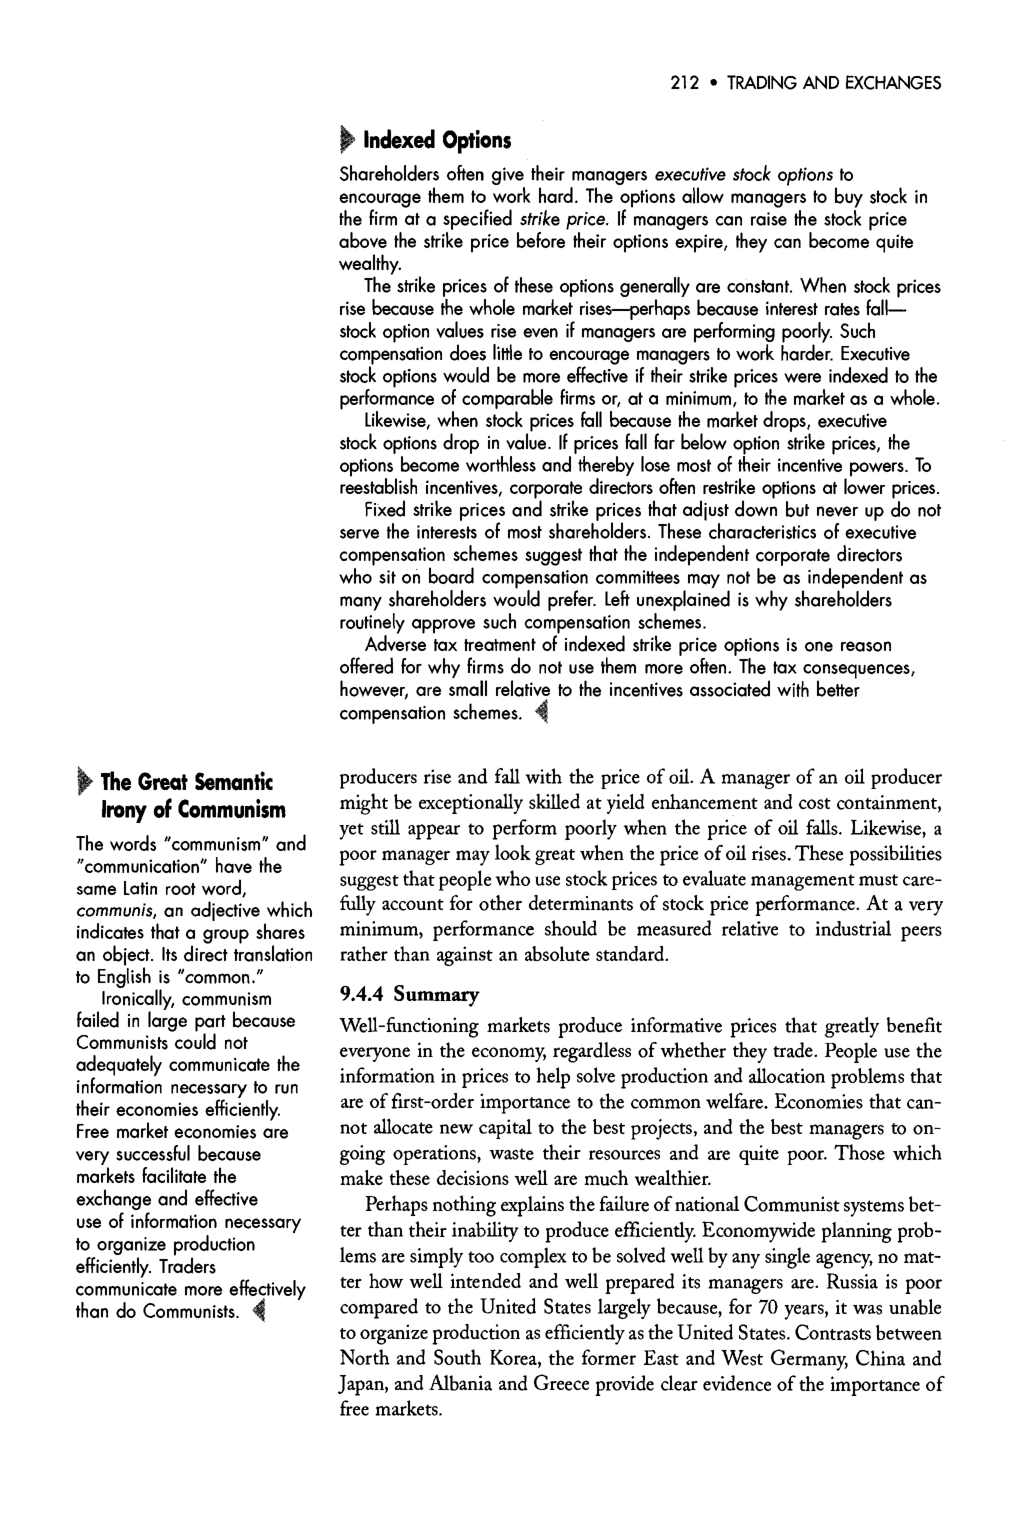 212 • TRADING AND EXCHANGES
Indexed Options
Shareholders often give their managers executive stock options to
encourage them to work hard. The options allow managers to buy stock in
the firm at a specified strike price. If managers can raise the stock price
above the strike price before their options expire, they can become quite
wealthy.
The strike prices of these options generally are constant. When stock prices
rise because the whole market rises—perhaps because interest rates fall—
stock option values rise even if managers are performing poorly. Such
compensation does little to encourage managers to work harder. Executive
stock options would be more effective if their strike prices were indexed to the
performance of comparable firms or, at a minimum, to the market as a whole.
Likewise, when stock prices fall because the market drops, executive
stock options drop in value. If prices fall far below option strike prices, the
options become worthless and thereby lose most of their incentive powers. To
reestablish incentives, corporate directors often restrike options at lower prices.
Fixed strike prices and strike prices that adjust down but never up do not
serve the interests of most shareholders. These characteristics of executive
compensation schemes suggest that the independent corporate directors
who sit on board compensation committees may not be as independent as
many shareholders would prefer. Left unexplained is why shareholders
routinely approve such compensation schemes.
Adverse tax treatment of indexed strike price options is one reason
offered for why firms do not use them more often. The tax consequences,
however, are small relative to the incentives associated with better
compensation schemes.
The Great Semantic
Irony of Communism
The words "communism" and
"communication" have the
same Latin root word,
communis, an adjective which
indicates that a group shares
an object. Its direct translation
to English is "common."
Ironically, communism
failed in large part because
Communists could not
adequately communicate the
information necessary to run
their economies efficiently.
Free market economies are
very successful because
markets facilitate the
exchange and effective
use of information necessary
to organize production
efficiently. Traders
communicate more effectively
than do Communists.
producers rise and fall with the price of oil. A manager of an oil producer
might be exceptionally skilled at yield enhancement and cost containment,
yet still appear to perform poorly when the price of oil falls. Likewise, a
poor manager may look great when the price of oil rises. These possibilities
suggest that people who use stock prices to evaluate management must care-
fully account for other determinants of stock price performance. At a very
minimum, performance should be measured relative to industrial peers
rather than against an absolute standard.
9.4.4 Summary
Well-functioning markets produce informative prices that greatly benefit
everyone in the economy, regardless of whether they trade. People use the
information in prices to help solve production and allocation problems that
are of first-order importance to the common welfare. Economies that can-
not allocate new capital to the best projects, and the best managers to on-
going operations, waste their resources and are quite poor. Those which
make these decisions well are much wealthier.
Perhaps nothing explains the failure of national Communist systems bet-
ter than their inability to produce efficiently. Economywide planning prob-
lems are simply too complex to be solved well by any single agency, no mat-
ter how well intended and well prepared its managers are. Russia is poor
compared to the United States largely because, for 70 years, it was unable
to organize production as efficiently as the United States. Contrasts between
North and South Korea, the former East and West Germany, China and
Japan, and Albania and Greece provide clear evidence of the importance of
free markets.